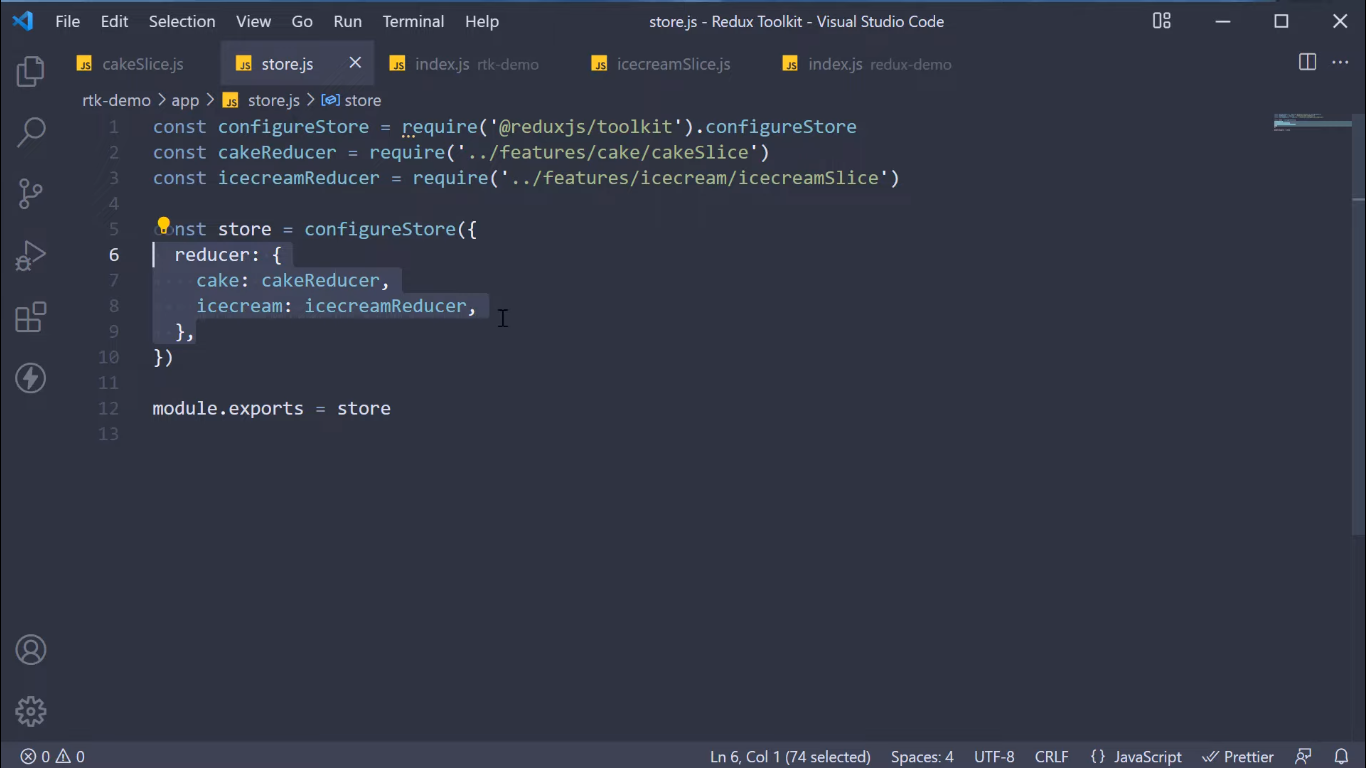 File Edit Selection View Go Run Terminal Help store.js - Redux Toolkit - Visual Studio Code
JS cakeSlice.js JS store.js JS index.js rtk-demo JS icecreamSlice.js JS index.js redux-demo
rtk-demo > app > JS store.js > store
1 const configureStore = require('@reduxjs/toolkit').configureStore
2 const cakeReducer = require('../features/cake/cakeSlice')
3 const icecreamReducer = require('../features/icecream/icecreamSlice')
4
5 const store = configureStore({
6 reducer: {
7 cake: cakeReducer,
8 icecream: icecreamReducer,
9 },
10 })
11
12 module.exports = store
13
0 0 Ln 6, Col 1 (74 selected) Spaces: 4 UTF-8 CRLF {} JavaScript Prettier